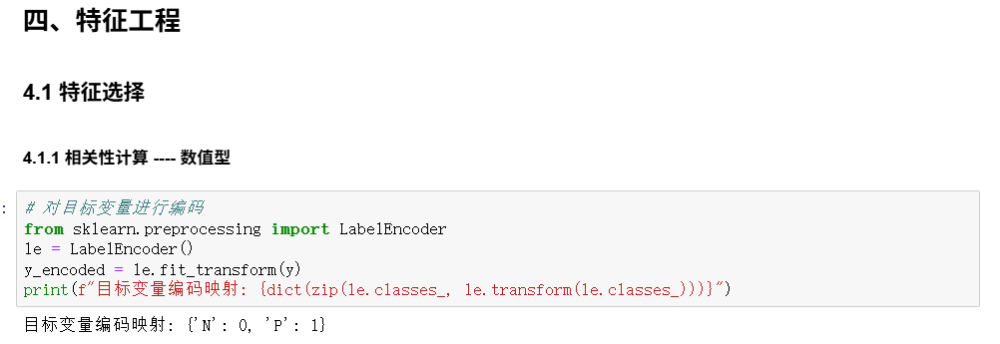 四、特征工程
4.1 特征选择
4.1.1 相关性计算 ---- 数值型
:
# 对目标变量进行编码
from sklearn.preprocessing import LabelEncoder
le = LabelEncoder()
y_encoded = le.fit_transform(y)
print(f"目标变量编码映射: {dict(zip(le.classes_, le.transform(le.classes_)))}")
目标变量编码映射: {'N': 0, 'P': 1}